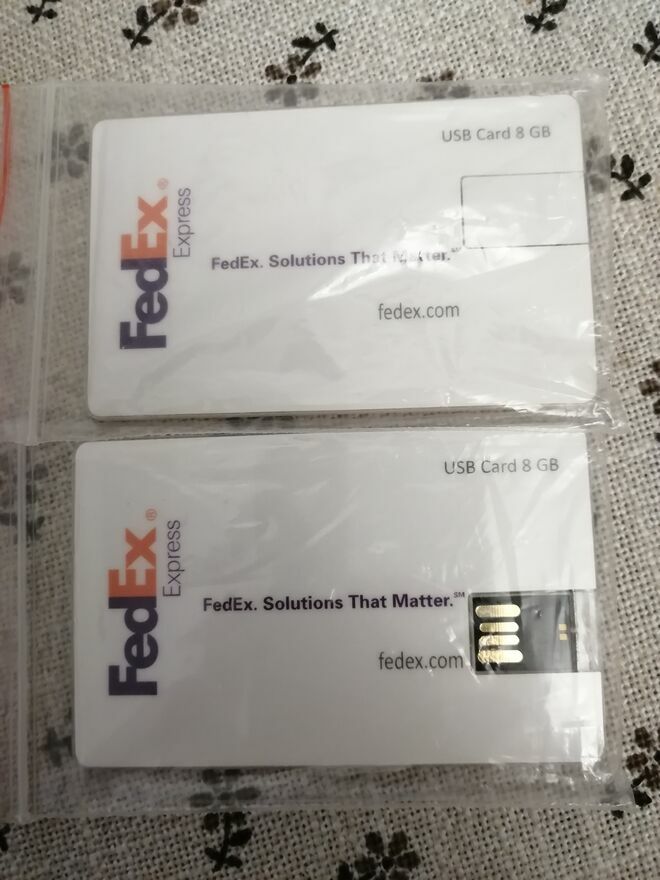 USB Card 8 GB
FedEx®
Express
FedEx. Solutions That Matter.℠
fedex.com
USB Card 8 GB
FedEx®
Express
FedEx. Solutions That Matter.℠
fedex.com